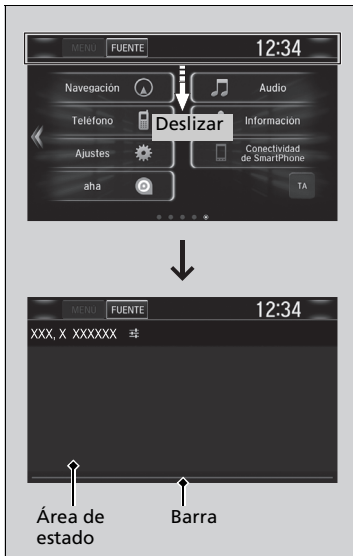 MENU FUENTE 12:34
Navegación Audio
Teléfono Deslizar Información
Ajustes Conectividad
de SmartPhone
aha TA
MENU FUENTE 12:34
XXX, X XXXXXX
Área de
estado
Barra